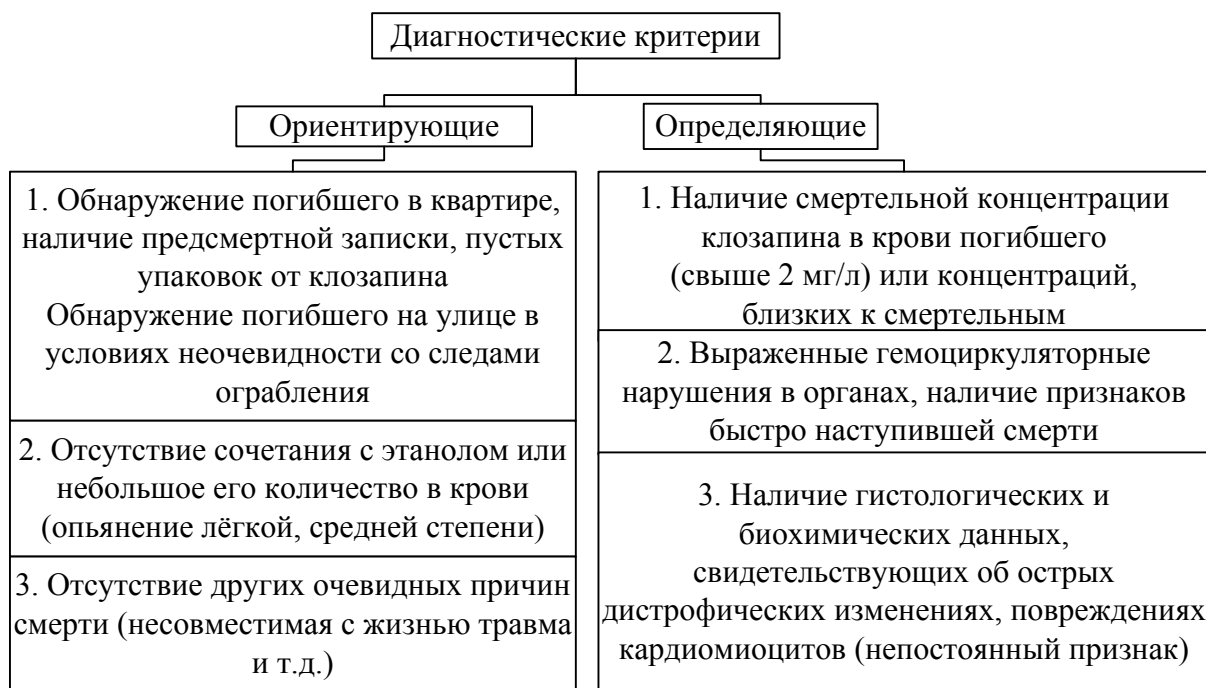 Диагностические критерии
Ориентирующие
Определяющие
1. Обнаружение погибшего в квартире,
наличие предсмертной записки, пустых
упаковок от клозапина
Обнаружение погибшего на улице в
условиях неочевидности со следами
ограбления
2. Отсутствие сочетания с этанолом или
небольшое его количество в крови
(опьянение лёгкой, средней степени)
3. Отсутствие других очевидных причин
смерти (несовместимая с жизнью травма
и т.д.)
1. Наличие смертельной концентрации
клозапина в крови погибшего
(свыше 2 мг/л) или концентраций,
близких к смертельным
2. Выраженные гемоциркуляторные
нарушения в органах, наличие признаков
быстро наступившей смерти
3. Наличие гистологических и
биохимических данных,
свидетельствующих об острых
дистрофических изменениях, повреждениях
кардиомиоцитов (непостоянный признак)